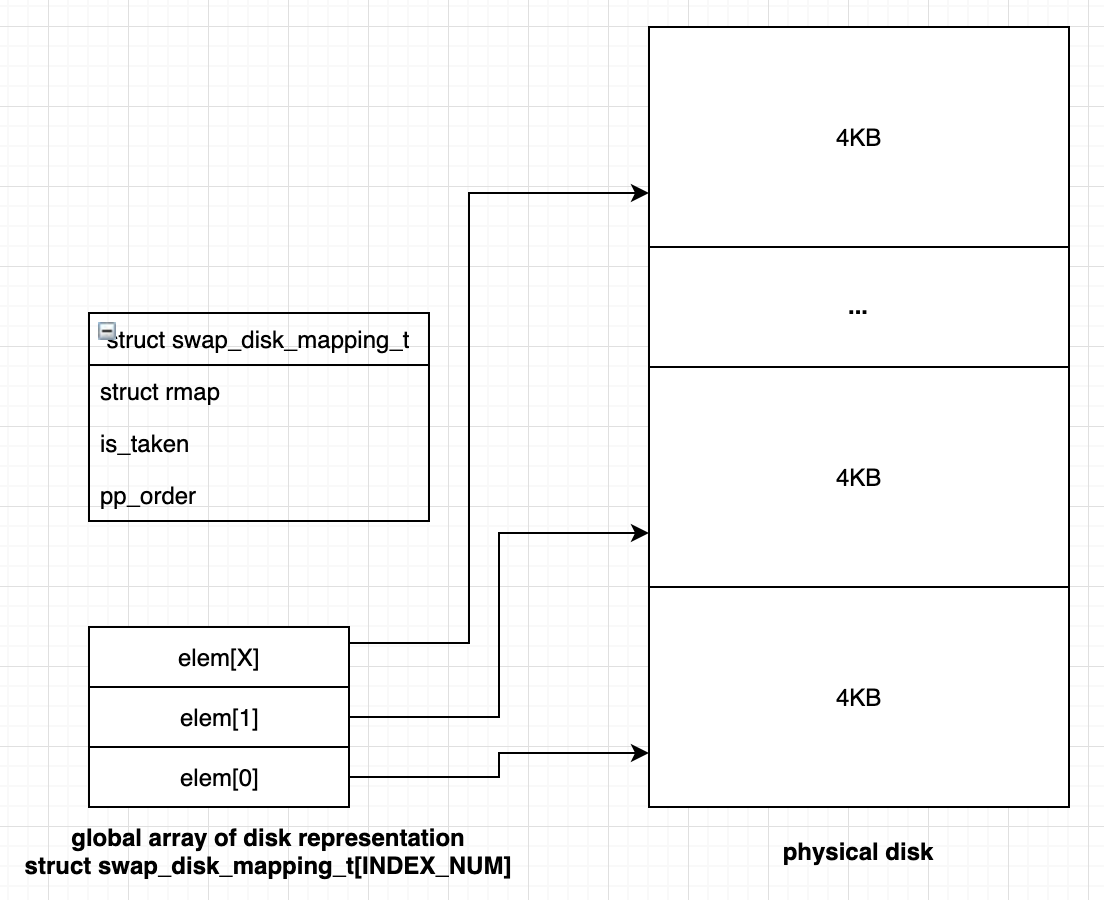 4KB
...
struct swap_disk_mapping_t
struct rmap
is_taken
pp_order
4KB
elem[X]
elem[1]
elem[0]
4KB
global array of disk representation
struct swap_disk_mapping_t[INDEX_NUM]
physical disk